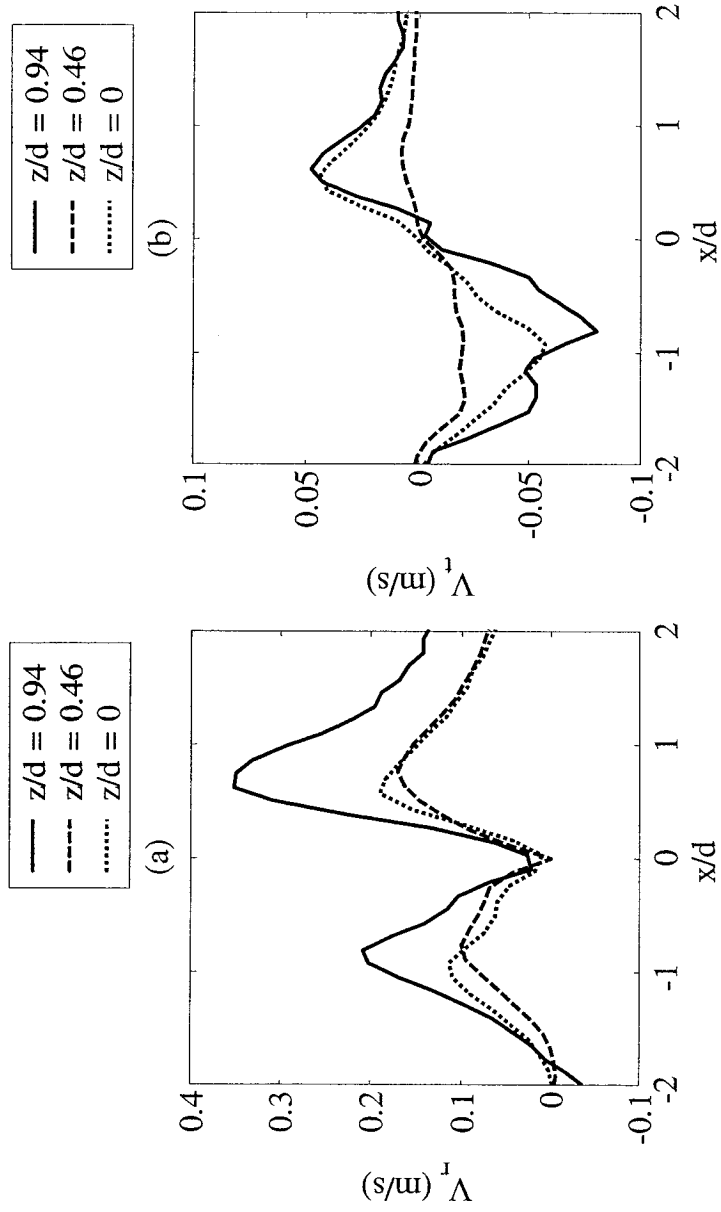 z/d = 0.94
z/d = 0.46
z/d = 0
(a)
0.4
0.3
0.2
0.1
0
-0.1
V r (m/s)
-2
-1
0
1
2
x/d
z/d = 0.94
z/d = 0.46
z/d = 0
(b)
0.1
0.05
0
-0.05
-0.1
V t (m/s)
-2
-1
0
1
2
x/d